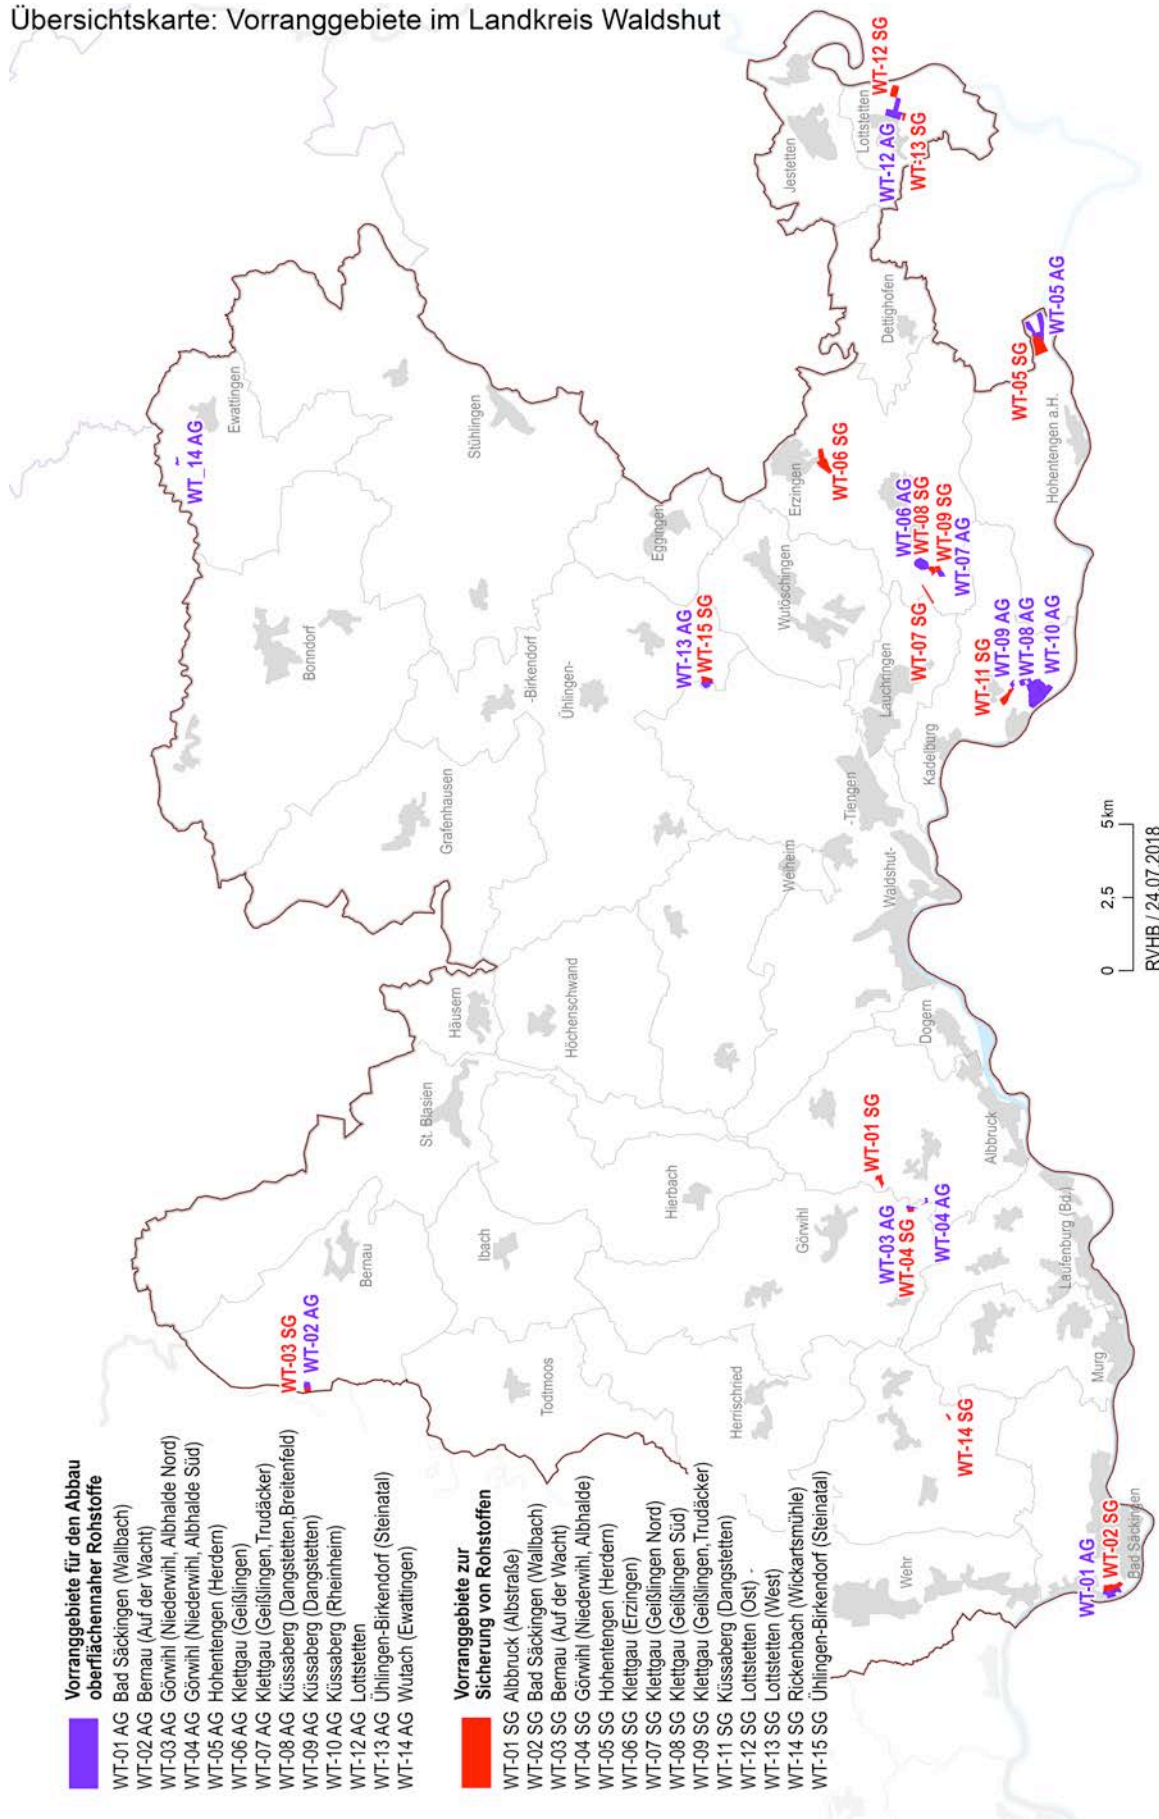 Übersichtskarte: Vorranggebiete im Landkreis Waldshut
Vorranggebiete für den Abbau
oberflächennaher Rohstoffe
WT-01 AG Bad Säckingen (Wallbach)
WT-02 AG Bernau (Auf der Wacht)
WT-03 AG Görwihl (Niederwihl, Albhalde Nord)
WT-04 AG Görwihl (Niederwihl, Albhalde Süd)
WT-05 AG Hohentengen (Herdern)
WT-06 AG Klettgau (Geißlingen)
WT-07 AG Klettgau (Geißlingen,Trudäcker)
WT-08 AG Küssaberg (Dangstetten,Breitenfeld)
WT-09 AG Küssaberg (Dangstetten)
WT-10 AG Küssaberg (Rheinheim)
WT-12 AG Lottstetten
WT-13 AG Ühlingen-Birkendorf (Steinatal)
WT-14 AG Wutach (Ewattingen)
Vorranggebiete zur
Sicherung von Rohstoffen
WT-01 SG Albbruck (Albstraße)
WT-02 SG Bad Säckingen (Wallbach)
WT-03 SG Bernau (Auf der Wacht)
WT-04 SG Görwihl (Niederwihl, Albhalde)
WT-05 SG Hohentengen (Herdern)
WT-06 SG Klettgau (Erzingen)
WT-07 SG Klettgau (Geißlingen Nord)
WT-08 SG Klettgau (Geißlingen Süd)
WT-09 SG Klettgau (Geißlingen,Trudäcker)
WT-11 SG Küssaberg (Dangstetten)
WT-12 SG Lottstetten (Ost) -
WT-13 SG Lottstetten (West)
WT-14 SG Rickenbach (Wickartsmühle)
WT-15 SG Ühlingen-Birkendorf (Steinatal)
WT-03 SG
WT-02 AG
Bernau
Todtmoos
Ibach
St. Blasien
Häusern
Höchenschwand
Herrischried
Hierbach
Görwihl
WT-01 SG
WT-03 AG
WT-04 SG
WT-04 AG
WT-14 SG
Wehr
WT-01 AG
WT-02 SG
Bad Säckingen
Murg
Laufenburg (Bd.)
Albbruck
Dogern
Waldshut-
-Tiengen
Weilheim
Grafenhausen
Bonndorf
WT_14 AG
Ewattingen
Stühlingen
-Birkendorf
Ühlingen-
WT-13 AG
WT-15 SG
Eggingen
Wutöschingen
Erzingen
WT-06 SG
Lauchringen
Kadelburg
WT-07 SG
WT-06 AG
WT-08 SG
WT-09 SG
WT-07 AG
WT-11 SG
WT-09 AG
WT-08 AG
WT-10 AG
Hohentengen a.H.
WT-05 SG
WT-05 AG
Dettighofen
Jestetten
Lottstetten
WT-12 SG
WT-12 AG
WT-13 SG
0 2,5 5km
RVHB / 24.07.2018